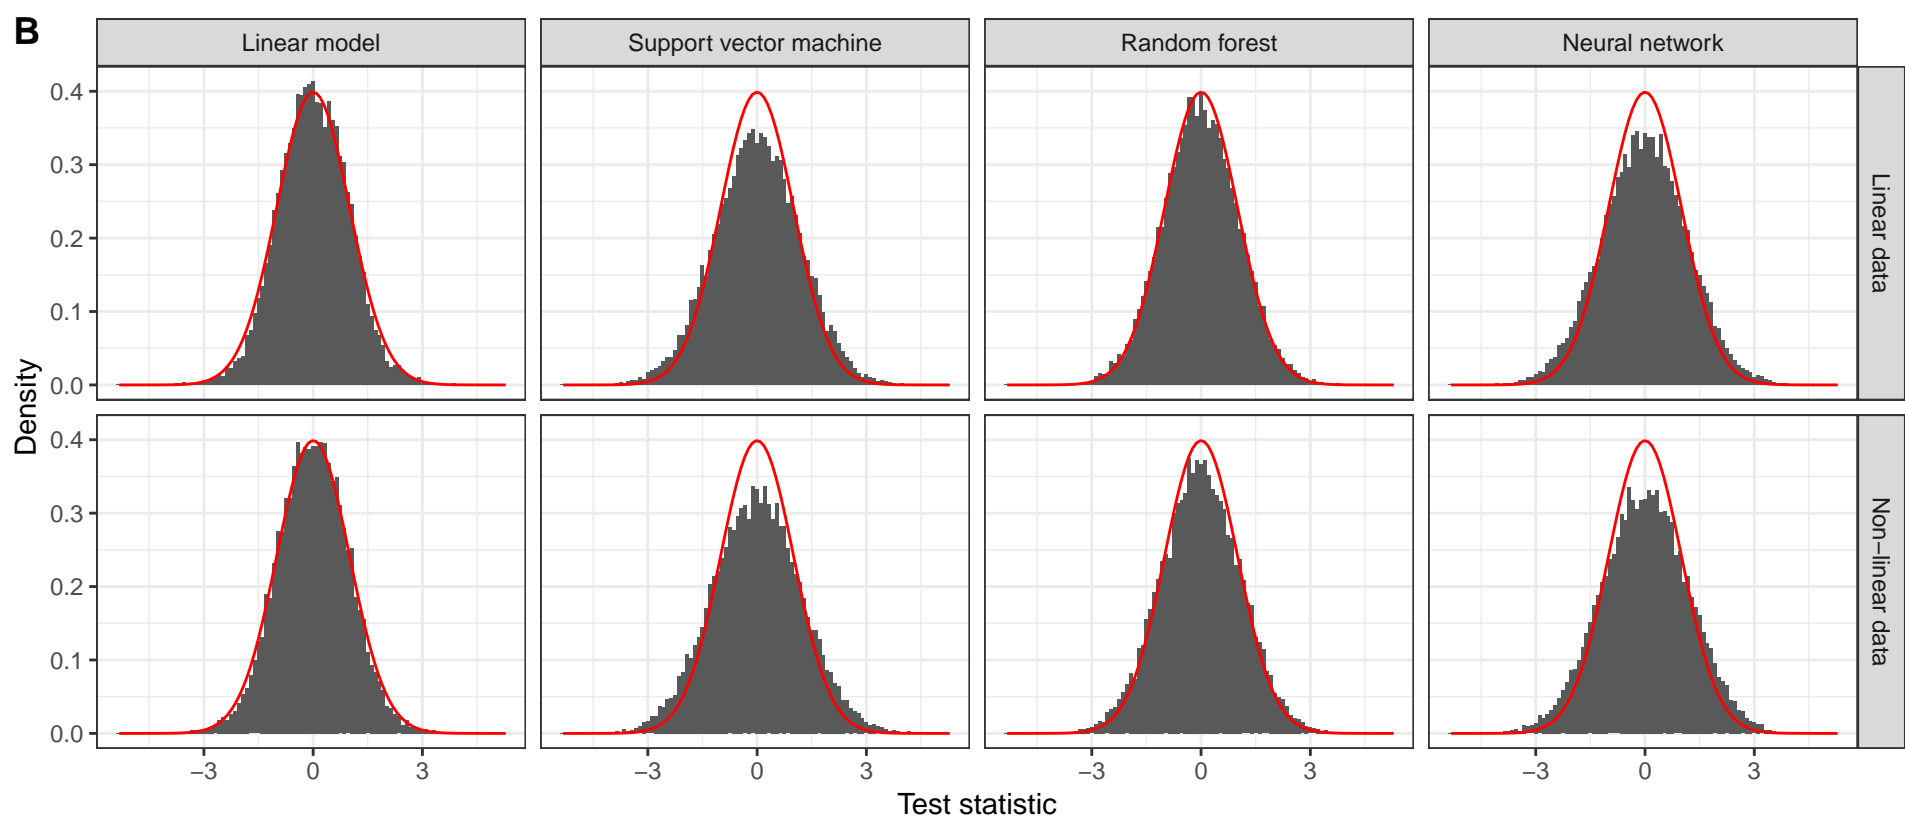 B
Linear model
Support vector machine
Random forest
Neural network
0.4
0.3
0.2
0.1
0.0
Linear data
Density
0.4
0.3
0.2
0.1
0.0
Non−linear data
−3 0 3
−3 0 3
−3 0 3
−3 0 3
Test statistic